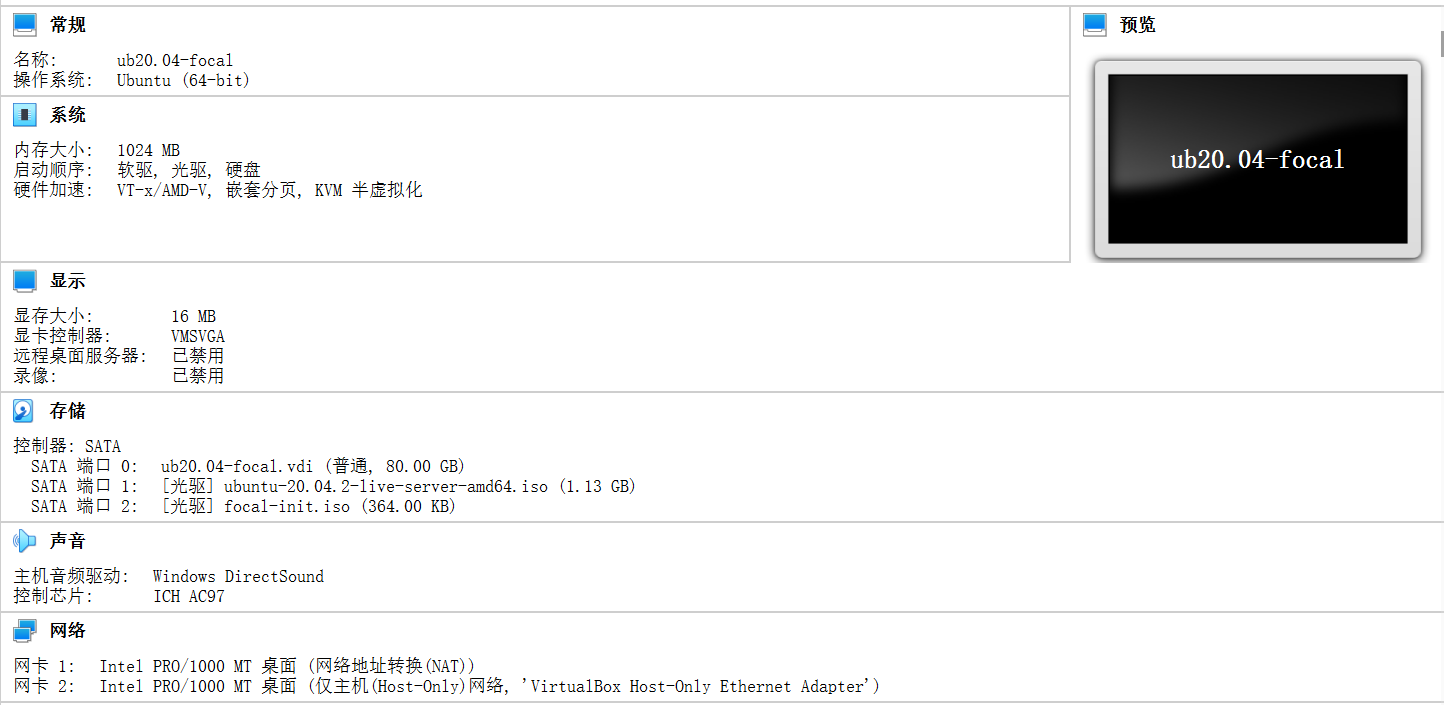 常规
名称: ub20.04-focal
操作系统: Ubuntu (64-bit)
预览
ub20.04-focal
系统
内存大小: 1024 MB
启动顺序: 软驱, 光驱, 硬盘
硬件加速: VT-x/AMD-V, 嵌套分页, KVM 半虚拟化
显示
显存大小: 16 MB
显卡控制器: VMSVGA
远程桌面服务器: 已禁用
录像: 已禁用
存储
控制器: SATA
SATA 端口 0: ub20.04-focal.vdi (普通, 80.00 GB)
SATA 端口 1: [光驱] ubuntu-20.04.2-live-server-amd64.iso (1.13 GB)
SATA 端口 2: [光驱] focal-init.iso (364.00 KB)
声音
主机音频驱动: Windows DirectSound
控制芯片: ICH AC97
网络
网卡 1: Intel PRO/1000 MT 桌面 (网络地址转换(NAT))
网卡 2: Intel PRO/1000 MT 桌面 (仅主机(Host-Only)网络, 'VirtualBox Host-Only Ethernet Adapter')